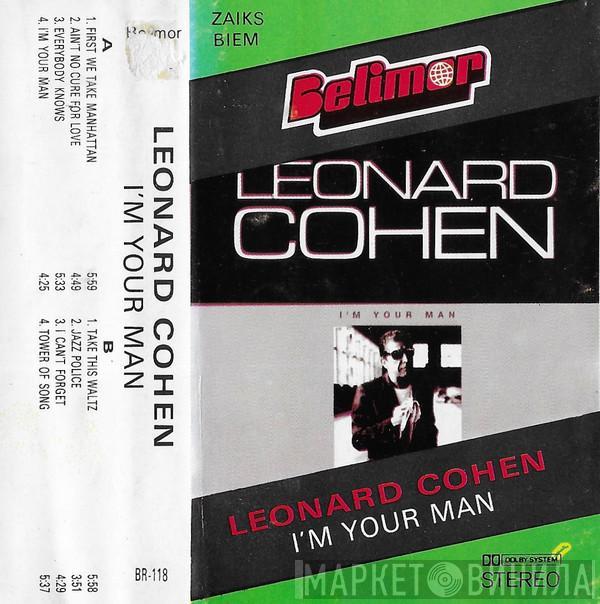 Belimor
A
1. FIRST WE TAKE MANHATTAN 5:59
2. AIN'T NO CURE FOR LOVE 4:49
3. EVERYBODY KNOWS 5:33
4. I'M YOUR MAN 4:25
B
1. TAKE THIS WALTZ 5:58
2. JAZZ POLICE 3:51
3. I CAN'T FORGET 4:29
4. TOWER OF SONG 5:37
LEONARD COHEN
I'M YOUR MAN
BR-118
ZAIKS
BIEM
Belimor
LEONARD
COHEN
I'M YOUR MAN
LEONARD COHEN
I'M YOUR MAN
DOLBY SYSTEM
STEREO
МАРКЕТ ВИНИЛА